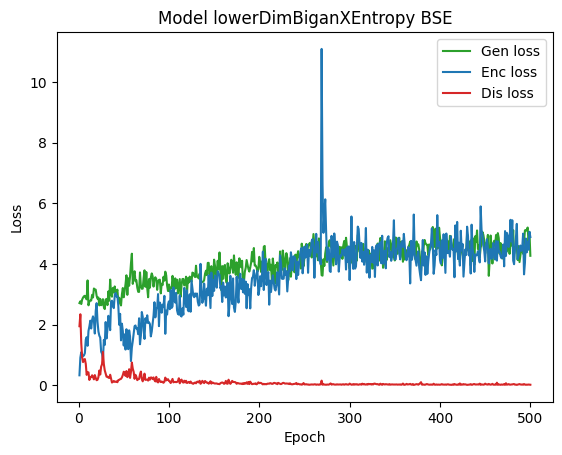 Model lowerDimBiganXEntropy BSE
Gen loss
Enc loss
Dis loss
10
8
6
4
2
0
Loss
0 100 200 300 400 500
Epoch